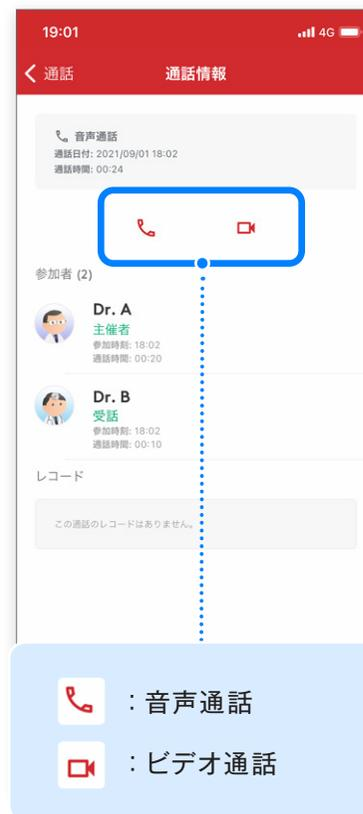 19:01
4G
通話
通話情報
音声通話
通話日付: 2021/09/01 18:02
通話時間: 00:24
参加者 (2)
Dr. A
主催者
参加時刻: 18:02
通話時間: 00:20
Dr. B
受話
参加時刻: 18:02
通話時間: 00:10
レコード
この通話のレコードはありません。
：音声通話
：ビデオ通話